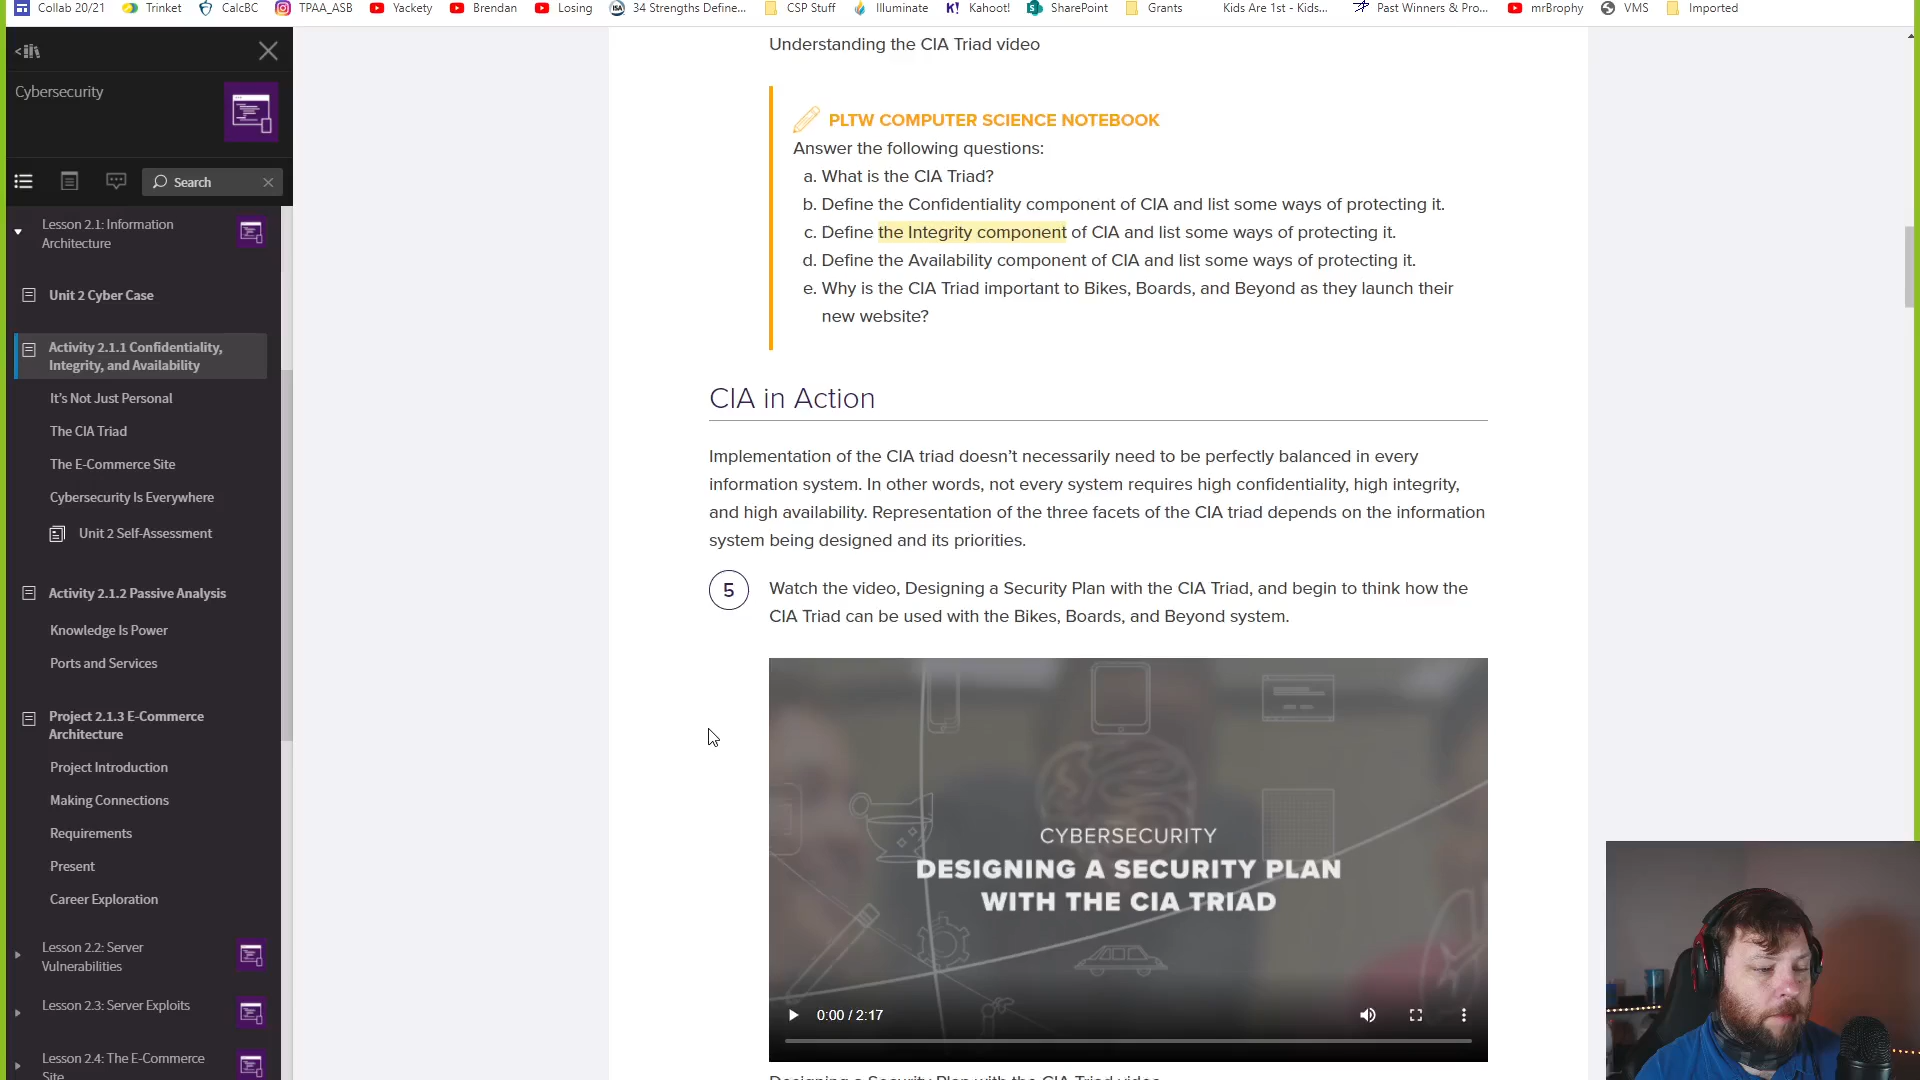 Collab 20/21 Trinket CalcBC TPAA_ASB Yackety Brendan Losing 34 Strengths Define... CSP Stuff Illuminate Kahoot! SharePoint Grants Kids Are 1st - Kids... Past Winners & Pro... mrBrophy VMS Imported
Cybersecurity
Search
Lesson 2.1: Information
Architecture
Unit 2 Cyber Case
Activity 2.1.1 Confidentiality,
Integrity, and Availability
It's Not Just Personal
The CIA Triad
The E-Commerce Site
Cybersecurity Is Everywhere
Unit 2 Self-Assessment
Activity 2.1.2 Passive Analysis
Knowledge Is Power
Ports and Services
Project 2.1.3 E-Commerce
Architecture
Project Introduction
Making Connections
Requirements
Present
Career Exploration
Lesson 2.2: Server
Vulnerabilities
Lesson 2.3: Server Exploits
Lesson 2.4: The E-Commerce
Site
Understanding the CIA Triad video
PLTW COMPUTER SCIENCE NOTEBOOK
Answer the following questions:
a. What is the CIA Triad?
b. Define the Confidentiality component of CIA and list some ways of protecting it.
c. Define the Integrity component of CIA and list some ways of protecting it.
d. Define the Availability component of CIA and list some ways of protecting it.
e. Why is the CIA Triad important to Bikes, Boards, and Beyond as they launch their
new website?
CIA in Action
Implementation of the CIA triad doesn't necessarily need to be perfectly balanced in every
information system. In other words, not every system requires high confidentiality, high integrity,
and high availability. Representation of the three facets of the CIA triad depends on the information
system being designed and its priorities.
5 Watch the video, Designing a Security Plan with the CIA Triad, and begin to think how the
CIA Triad can be used with the Bikes, Boards, and Beyond system.
CYBERSECURITY
DESIGNING A SECURITY PLAN
WITH THE CIA TRIAD
0:00 / 2:17
Designing a Security Plan with the CIA Triad video